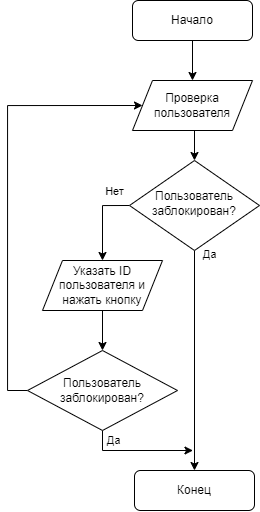 Начало
Проверка
пользователя
Пользователь
заблокирован?
Нет
Да
Указать ID
пользователя и
нажать кнопку
Пользователь
заблокирован?
Да
Конец